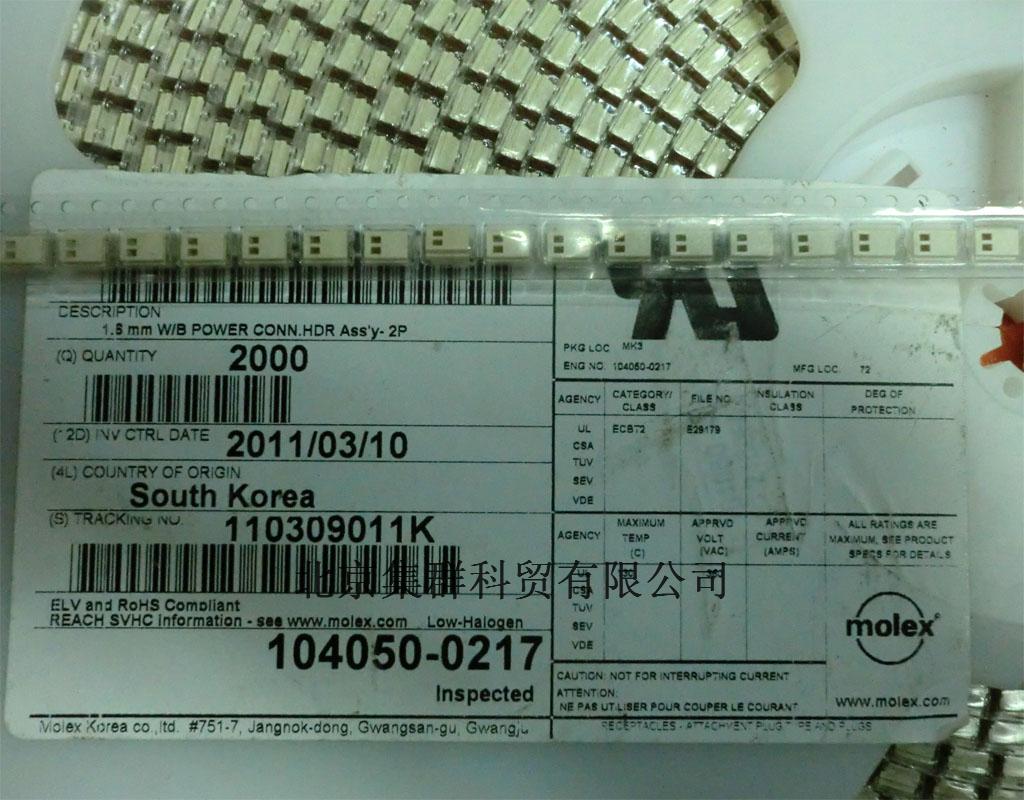 DESCRIPTION
1.6 mm W/B POWER CONN.HDR Ass'y- 2P
(Q) QUANTITY 2000
(12D) INV CTRL DATE 2011/03/10
(4L) COUNTRY OF ORIGIN
South Korea
(S) TRACKING NO. 110309011K
ELV and RoHS Compliant
REACH SVHC Information - see www.molex.com Low-Halogen
104050-0217
Inspected
Molex Korea co.,ltd. #751-7, Jangnok-dong, Gwangsan-gu, Gwangju
PKG LOC MK3
ENG NO. 104050-0217 MFG LOC. 72
AGENCY CATEGORY/ CLASS FILE NO. INSULATION CLASS DEG OF PROTECTION
UL ECBT2 E29179
CSA
TUV
SEV
VDE
AGENCY MAXIMUM TEMP (C) APPRVD VOLT (VAC) APPRVD CURRENT (AMPS)
ALL RATINGS ARE
MAXIMUM, SEE PRODUCT
SPECS FOR DETAILS
UL
CSA
TUV
SEV
VDE
molex
www.molex.com
CAUTION: NOT FOR INTERRUPTING CURRENT
ATTENTION:
NE PAS UTILISER POUR COUPER LE COURANT
RECEPTACLES - ATTACHMENT PLUG TYPE AND PLUGS
北京集群科贸有限公司